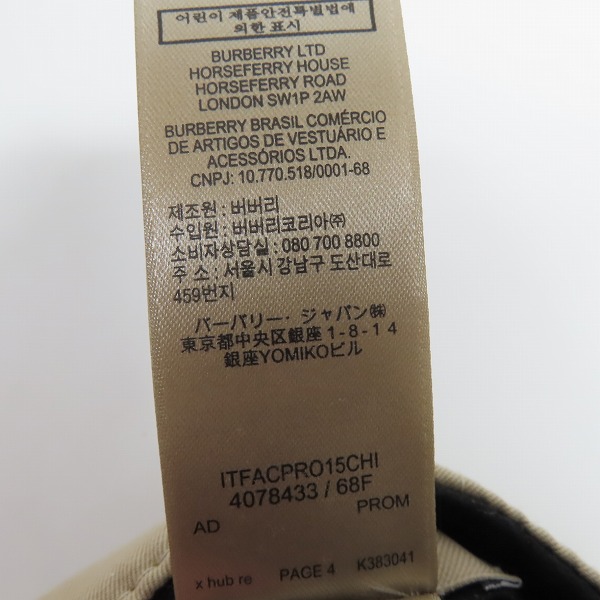 어린이 제품안전특별법에
의한 표시
BURBERRY LTD
HORSEFERRY HOUSE
HORSEFERRY ROAD
LONDON SW1P 2AW
BURBERRY BRASIL COMÉRCIO
DE ARTIGOS DE VESTUÁRIO E
ACESSÓRIOS LTDA.
CNPJ: 10.770.518/0001-68
제조원 : 버버리
수입원 : 버버리코리아㈜
소비자상담실 : 080 700 8800
주 소 : 서울시 강남구 도산대로
459번지
バーバリー・ジャパン㈱
東京都中央区銀座1-8-14
銀座YOMIKOビル
ITFACPRO15CHI
4078433 / 68F
AD PROM
x hub re PAGE 4 K383041